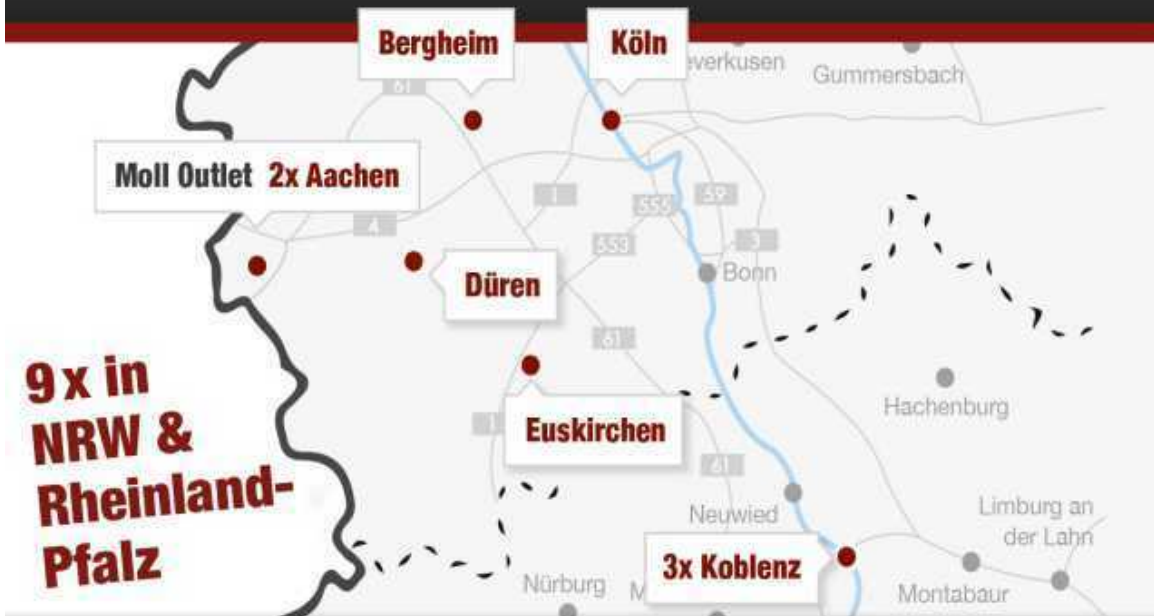 Bergheim
Köln
everkusen
Gummersbach
61
Moll Outlet 2x Aachen
1
555
59
4
553
3
Bonn
Düren
61
9x in
NRW &
Rheinland-
Pfalz
Hachenburg
1
Euskirchen
61
Neuwied
Limburg an
der Lahn
3x Koblenz
Nürburg
M
Montabaur